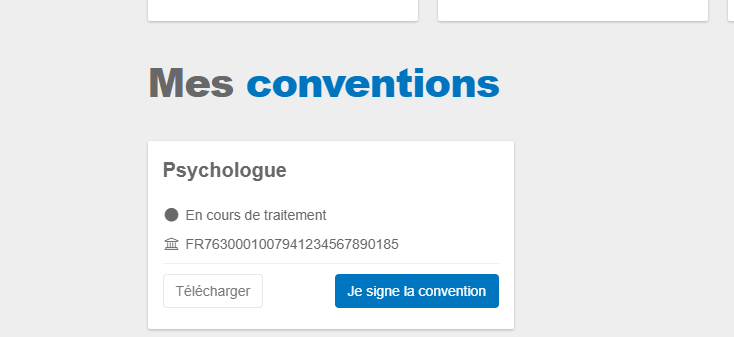 Mes conventions
Psychologue
En cours de traitement
FR7630001007941234567890185
Télécharger
Je signe la convention